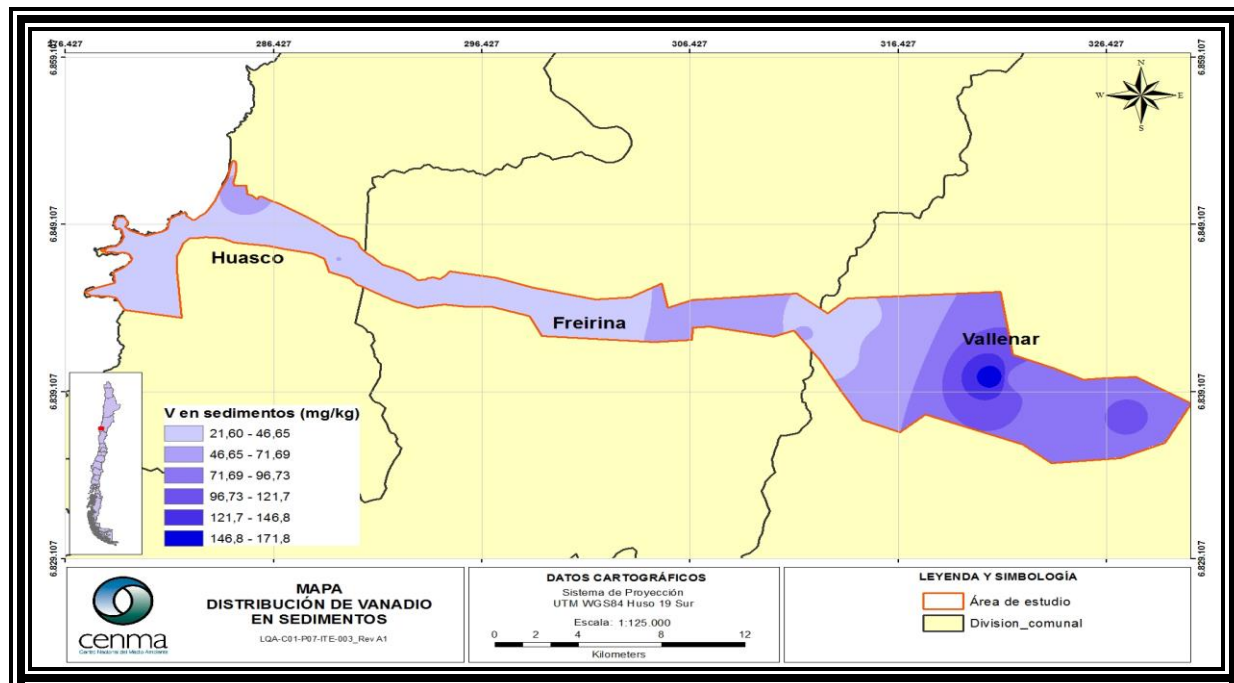 276.427 286.427 296.427 306.427 316.427 326.427
6.859.107 6.859.107
N
W E
S
6.849.107 6.849.107
Huasco
Freirina
Vallenar
6.839.107 6.839.107
V en sedimentos (mg/kg)
21,60 - 46,65
46,65 - 71,69
71,69 - 96,73
96,73 - 121,7
121,7 - 146,8
146,8 - 171,8
6.829.107 6.829.107
cenma
Centro Nacional del Medio Ambiente
MAPA
DISTRIBUCIÓN DE VANADIO
EN SEDIMENTOS
LQA-C01-P07-ITE-003_Rev A1
DATOS CARTOGRÁFICOS
Sistema de Proyección
UTM WGS84 Huso 19 Sur
Escala: 1:125.000
0 2 4 8 12
Kilometers
LEYENDA Y SIMBOLOGÍA
Área de estudio
Division_comunal